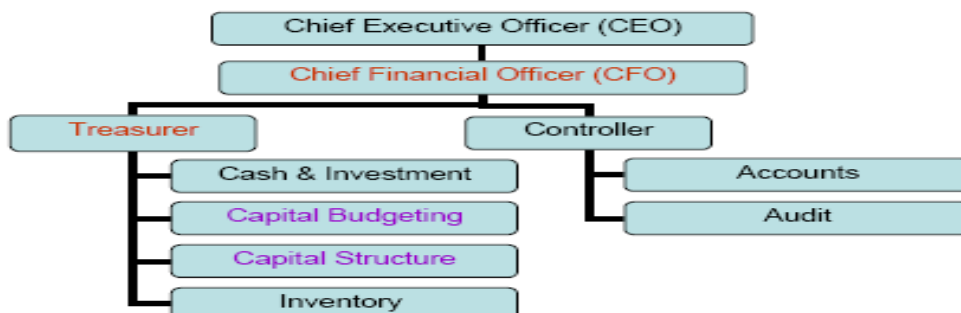 Chief Executive Officer (CEO)
Chief Financial Officer (CFO)
Treasurer
Controller
Cash & Investment
Accounts
Capital Budgeting
Audit
Capital Structure
Inventory